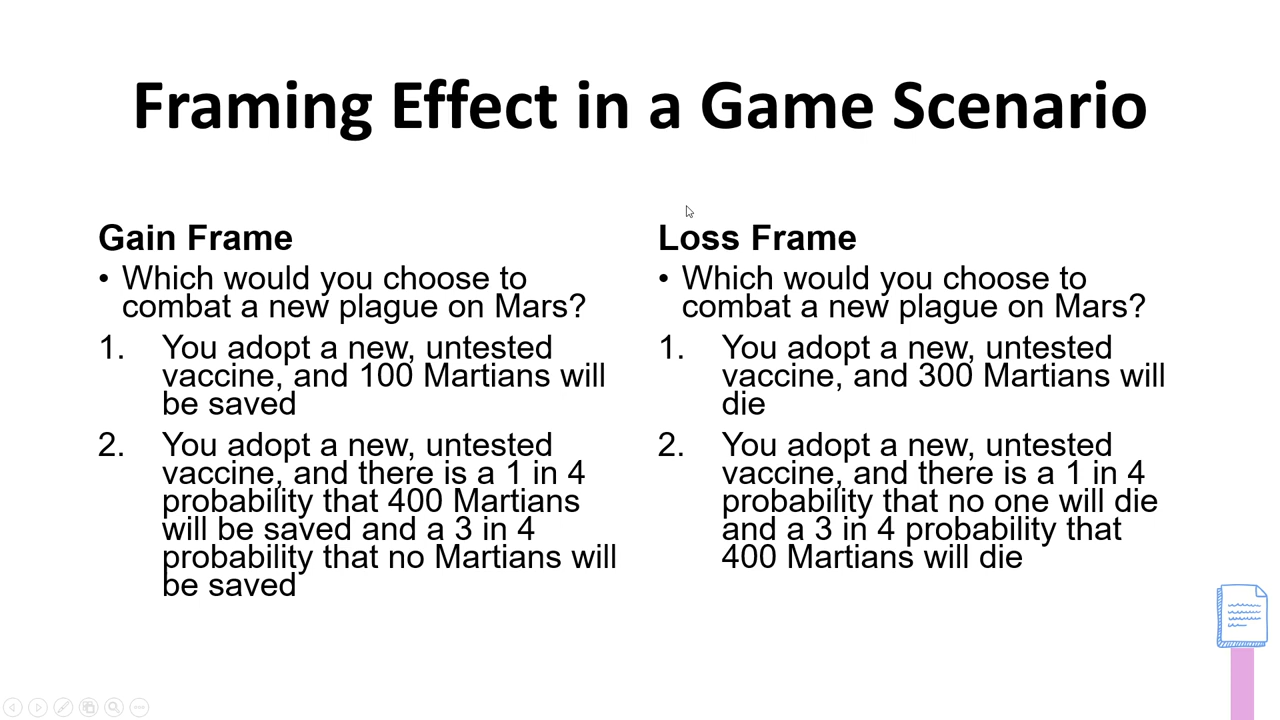 Framing Effect in a Game Scenario
Gain Frame
• Which would you choose to
combat a new plague on Mars?
1. You adopt a new, untested
vaccine, and 100 Martians will
be saved
2. You adopt a new, untested
vaccine, and there is a 1 in 4
probability that 400 Martians
will be saved and a 3 in 4
probability that no Martians will
be saved
Loss Frame
• Which would you choose to
combat a new plague on Mars?
1. You adopt a new, untested
vaccine, and 300 Martians will
die
2. You adopt a new, untested
vaccine, and there is a 1 in 4
probability that no one will die
and a 3 in 4 probability that
400 Martians will die